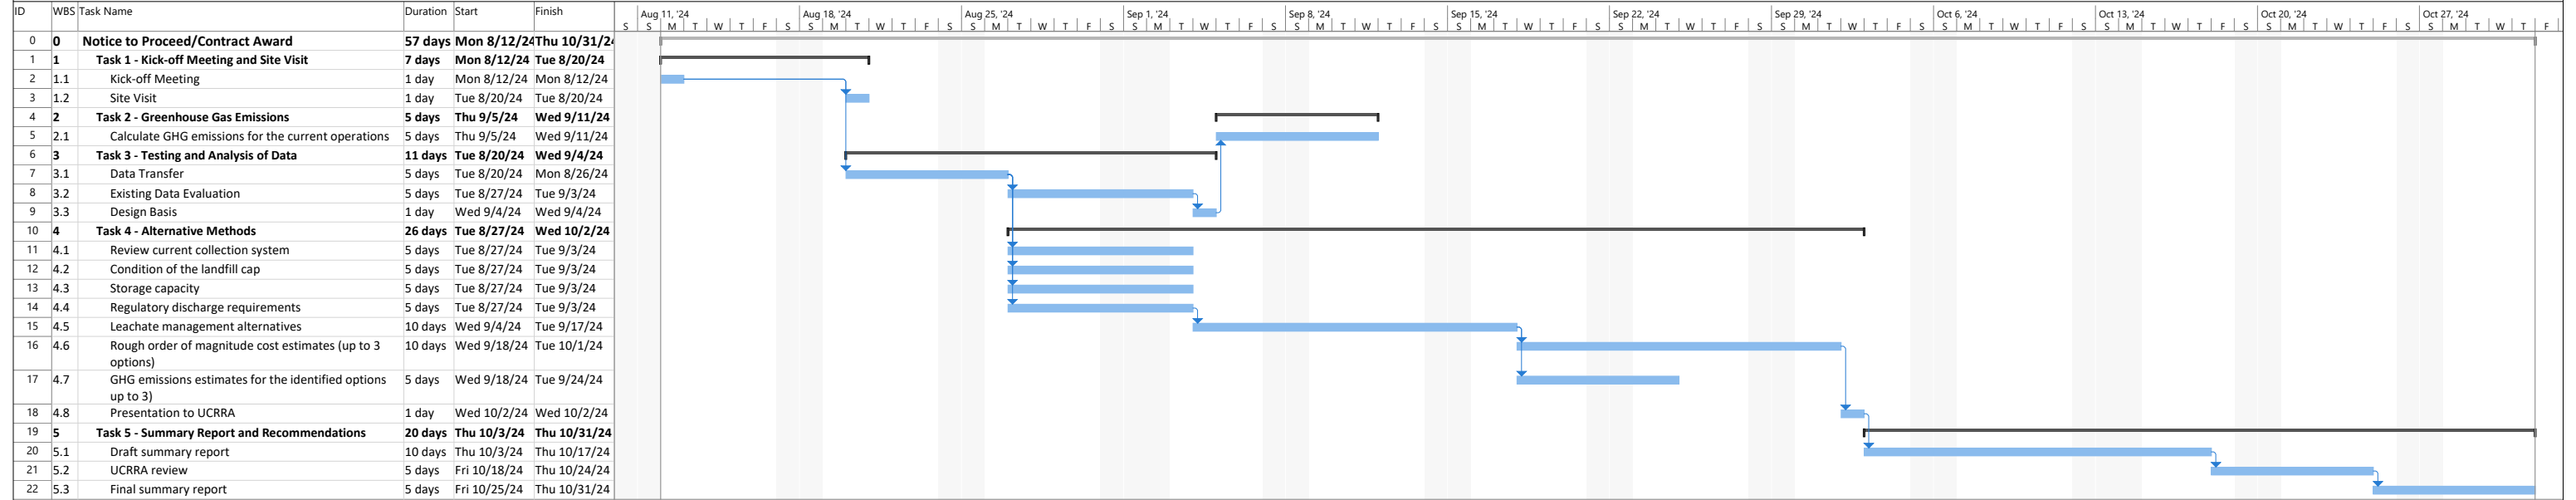 ID WBS Task Name Duration Start Finish Aug 11, '24 Aug 18, '24 Aug 25, '24 Sep 1, '24 Sep 8, '24 Sep 15, '24 Sep 22, '24 Sep 29, '24 Oct 6, '24 Oct 13, '24 Oct 20, '24 Oct 27, '24
S S M T W T F S S M T W T F S S M T W T F S S M T W T F S S M T W T F S S M T W T F S S M T W T F S S M T W T F S S M T W T F S S M T W T F S S M T W T F S S M T W T F
0 0 Notice to Proceed/Contract Award 57 days Mon 8/12/24 Thu 10/31/24
1 1 Task 1 - Kick-off Meeting and Site Visit 7 days Mon 8/12/24 Tue 8/20/24
2 1.1 Kick-off Meeting 1 day Mon 8/12/24 Mon 8/12/24
3 1.2 Site Visit 1 day Tue 8/20/24 Tue 8/20/24
4 2 Task 2 - Greenhouse Gas Emissions 5 days Thu 9/5/24 Wed 9/11/24
5 2.1 Calculate GHG emissions for the current operations 5 days Thu 9/5/24 Wed 9/11/24
6 3 Task 3 - Testing and Analysis of Data 11 days Tue 8/20/24 Wed 9/4/24
7 3.1 Data Transfer 5 days Tue 8/20/24 Mon 8/26/24
8 3.2 Existing Data Evaluation 5 days Tue 8/27/24 Tue 9/3/24
9 3.3 Design Basis 1 day Wed 9/4/24 Wed 9/4/24
10 4 Task 4 - Alternative Methods 26 days Tue 8/27/24 Wed 10/2/24
11 4.1 Review current collection system 5 days Tue 8/27/24 Tue 9/3/24
12 4.2 Condition of the landfill cap 5 days Tue 8/27/24 Tue 9/3/24
13 4.3 Storage capacity 5 days Tue 8/27/24 Tue 9/3/24
14 4.4 Regulatory discharge requirements 5 days Tue 8/27/24 Tue 9/3/24
15 4.5 Leachate management alternatives 10 days Wed 9/4/24 Tue 9/17/24
16 4.6 Rough order of magnitude cost estimates (up to 3 10 days Wed 9/18/24 Tue 10/1/24
options)
17 4.7 GHG emissions estimates for the identified options 5 days Wed 9/18/24 Tue 9/24/24
up to 3)
18 4.8 Presentation to UCRRA 1 day Wed 10/2/24 Wed 10/2/24
19 5 Task 5 - Summary Report and Recommendations 20 days Thu 10/3/24 Thu 10/31/24
20 5.1 Draft summary report 10 days Thu 10/3/24 Thu 10/17/24
21 5.2 UCRRA review 5 days Fri 10/18/24 Thu 10/24/24
22 5.3 Final summary report 5 days Fri 10/25/24 Thu 10/31/24